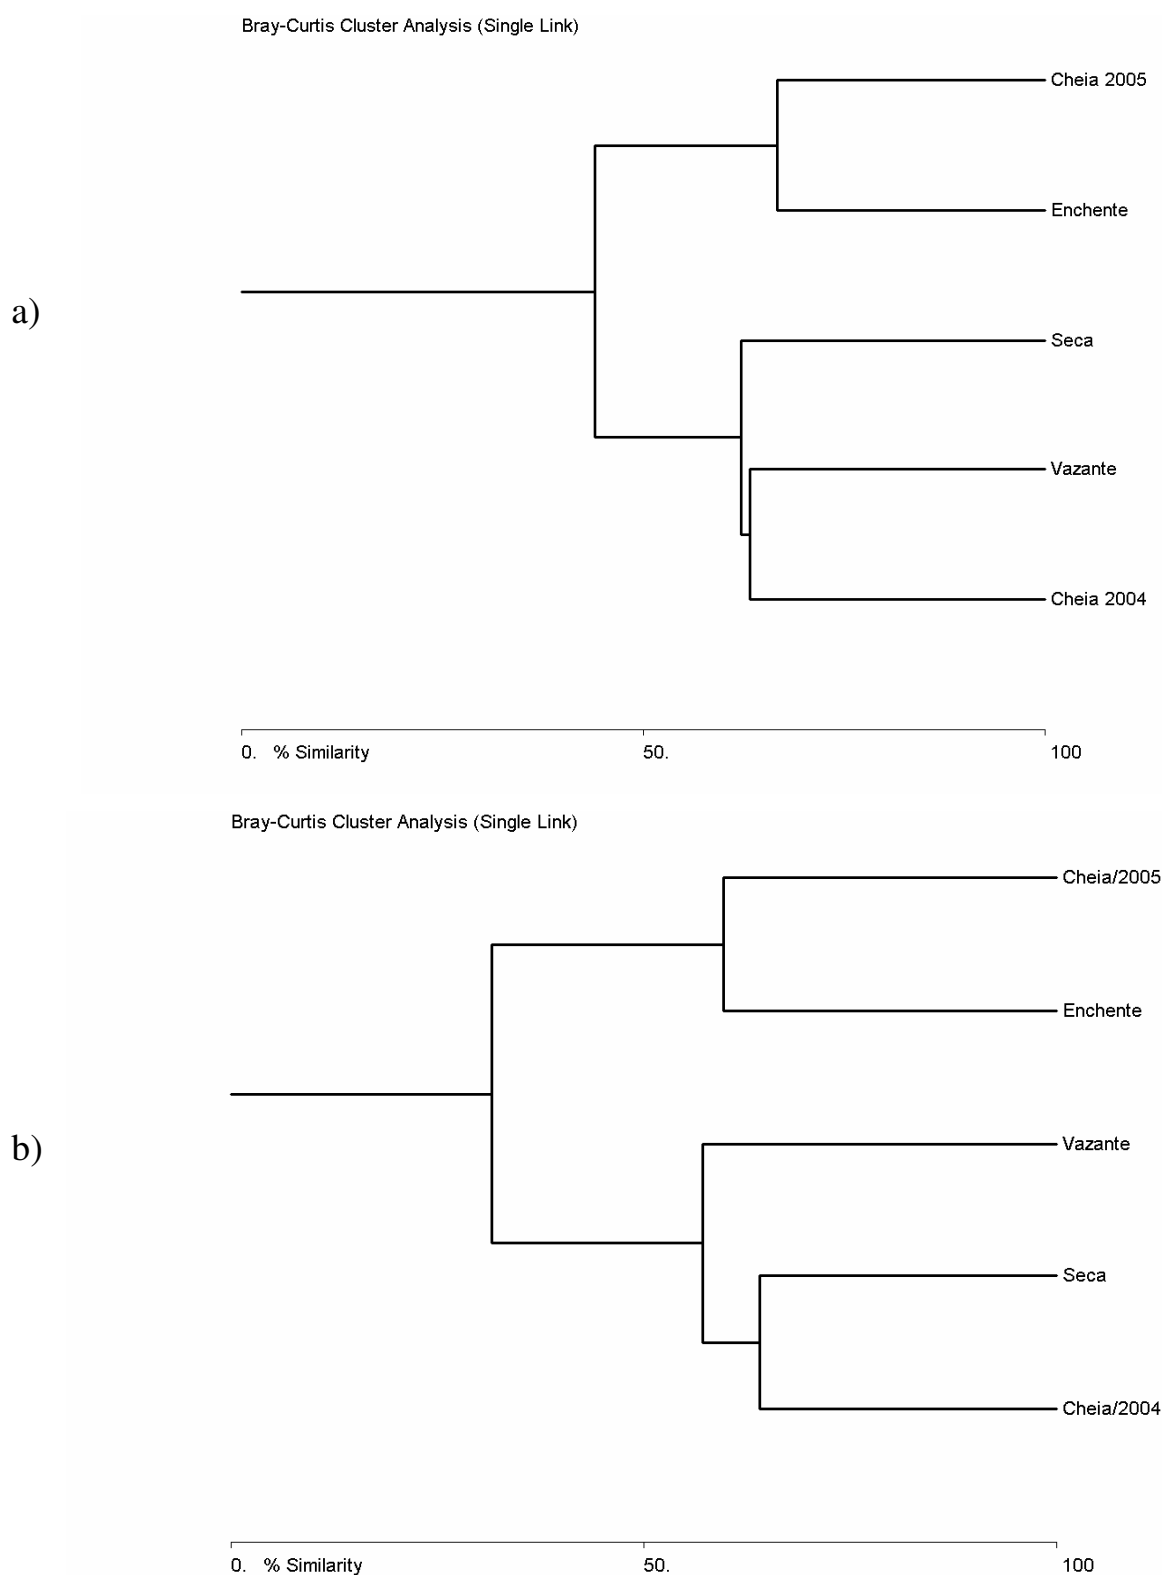 Bray-Curtis Cluster Analysis (Single Link)
Cheia 2005
Enchente
a)
Seca
Vazante
Cheia 2004
0. % Similarity 50. 100
Bray-Curtis Cluster Analysis (Single Link)
Cheia/2005
Enchente
b)
Vazante
Seca
Cheia/2004
0. % Similarity 50. 100